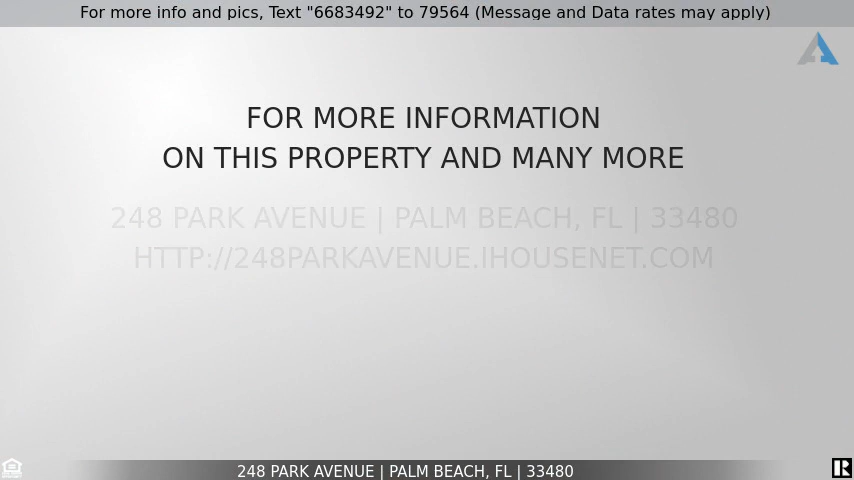 For more info and pics, Text "6683492" to 79564 (Message and Data rates may apply)
FOR MORE INFORMATION
ON THIS PROPERTY AND MANY MORE
248 PARK AVENUE | PALM BEACH, FL | 33480
HTTP://248PARKAVENUE.IHOUSENET.COM
248 PARK AVENUE | PALM BEACH, FL | 33480